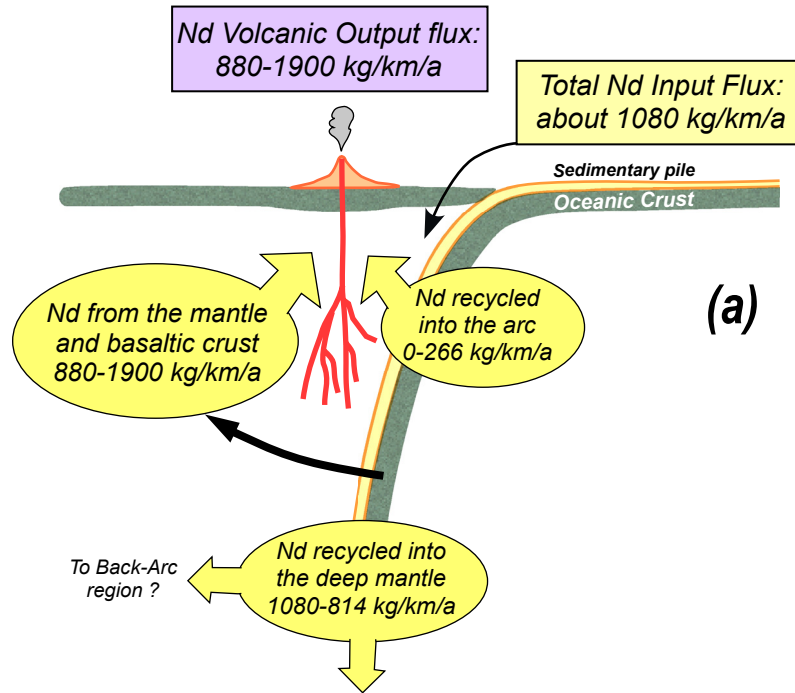 Nd Volcanic Output flux:
880-1900 kg/km/a
Total Nd Input Flux:
about 1080 kg/km/a
Sedimentary pile
Oceanic Crust
Nd from the mantle
and basaltic crust
880-1900 kg/km/a
Nd recycled
into the arc
0-266 kg/km/a
(a)
To Back-Arc
region ?
Nd recycled into
the deep mantle
1080-814 kg/km/a